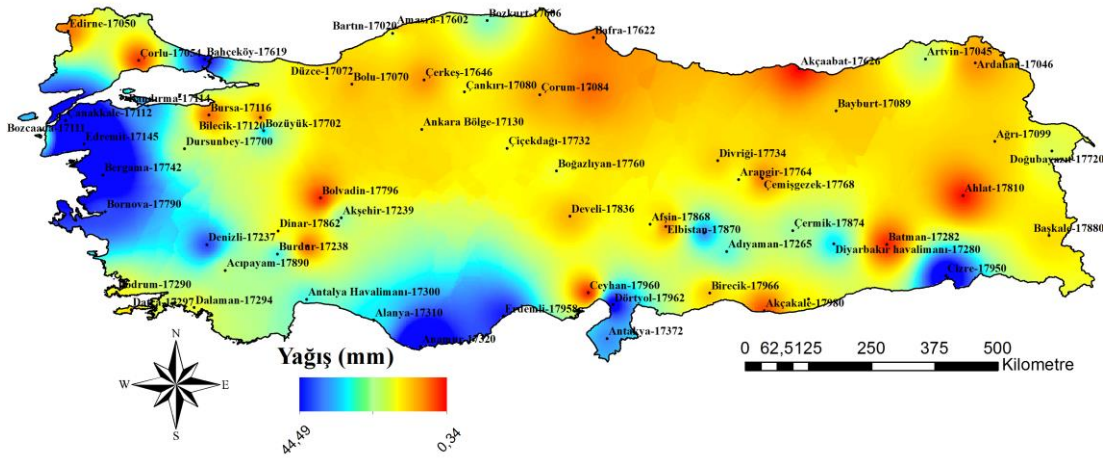 Edirne-17050
Çorlu-17054
Bahçeköy-17619
Bartın-17020
Amasra-17602
Bozkurt-17606
Bafra-17622
Akçaabat-17626
Artvin-17045
Ardahan-17046
Düzce-17072
Bolu-17070
Çerkeş-17646
Çankırı-17080
Çorum-17084
Bayburt-17089
Bandırma-17114
Çanakkale-17112
Bozcaada-17111
Edremit-17145
Bursa-17116
Bilecik-17120
Bozüyük-17702
Dursunbey-17700
Ankara Bölge-17130
Çiçekdağı-17732
Boğazlıyan-17760
Divriği-17734
Arapgir-17764
Çemişgezek-17768
Ağrı-17099
Doğubayazıt-17720
Bergama-17742
Bornova-17790
Bolvadin-17796
Akşehir-17239
Develi-17836
Ahlat-17810
Dinar-17862
Denizli-17237
Burdur-17238
Acıpayam-17890
Afşin-17868
Elbistan-17870
Adıyaman-17265
Çermik-17874
Batman-17282
Diyarbakır havalimanı-17280
Başkale-17880
Cizre-17950
Bodrum-17290
Datça-17297
Dalaman-17294
Antalya Havalimanı-17300
Alanya-17310
Anamur-17320
Erdemli-17958
Ceyhan-17960
Dörtyol-17962
Antakya-17372
Birecik-17966
Akçakale-17980
Yağış (mm)
44,49
0,34
N
W
E
S
0 62,5125 250 375 500
Kilometre